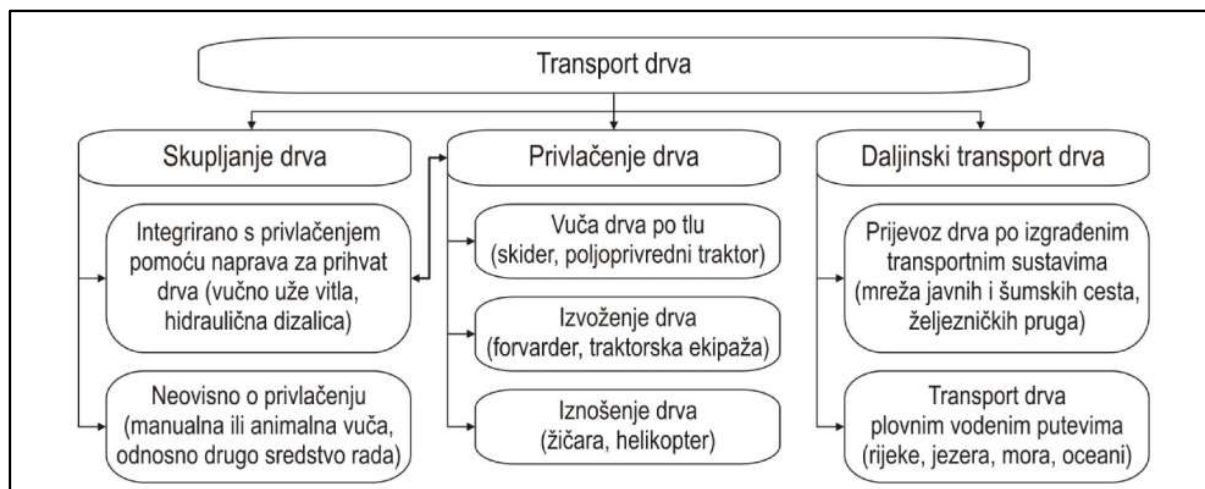 Transport drva
Skupljanje drva
Integrirano s privlačenjem
pomoću naprava za prihvat
drva (vučno uže vitla,
hidraulična dizalica)
Neovisno o privlačenju
(manualna ili animalna vuča,
odnosno drugo sredstvo rada)
Privlačenje drva
Vuča drva po tlu
(skider, poljoprivredni traktor)
Izvoženje drva
(forvarder, traktorska ekipaža)
Iznošenje drva
(žičara, helikopter)
Daljinski transport drva
Prijevoz drva po izgrađenim
transportnim sustavima
(mreža javnih i šumskih cesta,
željezničkih pruga)
Transport drva
plovnim vodenim putevima
(rijeke, jezera, mora, oceani)